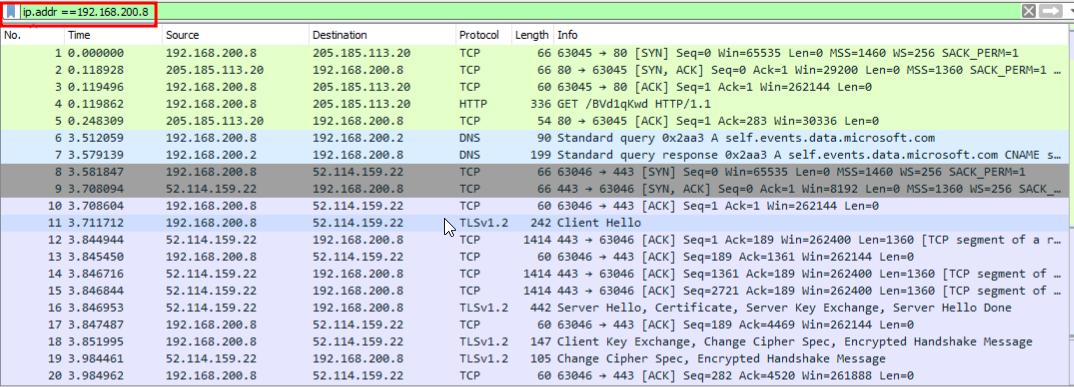 ip.addr ==192.168.200.8
No. Time Source Destination Protocol Length Info
1 0.000000 192.168.200.8 205.185.113.20 TCP 66 63045 → 80 [SYN] Seq=0 Win=65535 Len=0 MSS=1460 WS=256 SACK_PERM=1
2 0.118928 205.185.113.20 192.168.200.8 TCP 66 80 → 63045 [SYN, ACK] Seq=0 Ack=1 Win=29200 Len=0 MSS=1360 SACK_PERM=1 …
3 0.119496 192.168.200.8 205.185.113.20 TCP 60 63045 → 80 [ACK] Seq=1 Ack=1 Win=262144 Len=0
4 0.119862 192.168.200.8 205.185.113.20 HTTP 336 GET /BVd1qKwd HTTP/1.1
5 0.248309 205.185.113.20 192.168.200.8 TCP 54 80 → 63045 [ACK] Seq=1 Ack=283 Win=30336 Len=0
6 3.512059 192.168.200.8 192.168.200.2 DNS 90 Standard query 0x2aa3 A self.events.data.microsoft.com
7 3.579139 192.168.200.2 192.168.200.8 DNS 199 Standard query response 0x2aa3 A self.events.data.microsoft.com CNAME s…
8 3.581847 192.168.200.8 52.114.159.22 TCP 66 63046 → 443 [SYN] Seq=0 Win=65535 Len=0 MSS=1460 WS=256 SACK_PERM=1
9 3.708094 52.114.159.22 192.168.200.8 TCP 66 443 → 63046 [SYN, ACK] Seq=0 Ack=1 Win=8192 Len=0 MSS=1360 WS=256 SACK_…
10 3.708604 192.168.200.8 52.114.159.22 TCP 60 63046 → 443 [ACK] Seq=1 Ack=1 Win=262144 Len=0
11 3.711712 192.168.200.8 52.114.159.22 TLSv1.2 242 Client Hello
12 3.844944 52.114.159.22 192.168.200.8 TCP 1414 443 → 63046 [ACK] Seq=1 Ack=189 Win=262400 Len=1360 [TCP segment of a r…
13 3.845450 192.168.200.8 52.114.159.22 TCP 60 63046 → 443 [ACK] Seq=189 Ack=1361 Win=262144 Len=0
14 3.846716 52.114.159.22 192.168.200.8 TCP 1414 443 → 63046 [ACK] Seq=1361 Ack=189 Win=262400 Len=1360 [TCP segment of …
15 3.846844 52.114.159.22 192.168.200.8 TCP 1414 443 → 63046 [ACK] Seq=2721 Ack=189 Win=262400 Len=1360 [TCP segment of …
16 3.846953 52.114.159.22 192.168.200.8 TLSv1.2 442 Server Hello, Certificate, Server Key Exchange, Server Hello Done
17 3.847487 192.168.200.8 52.114.159.22 TCP 60 63046 → 443 [ACK] Seq=189 Ack=4469 Win=262144 Len=0
18 3.851995 192.168.200.8 52.114.159.22 TLSv1.2 147 Client Key Exchange, Change Cipher Spec, Encrypted Handshake Message
19 3.984461 52.114.159.22 192.168.200.8 TLSv1.2 105 Change Cipher Spec, Encrypted Handshake Message
20 3.984962 192.168.200.8 52.114.159.22 TCP 60 63046 → 443 [ACK] Seq=282 Ack=4520 Win=261888 Len=0